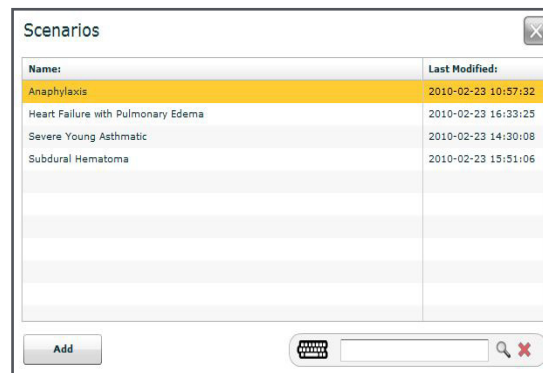 Scenarios
Name: Last Modified:
Anaphylaxis 2010-02-23 10:57:32
Heart Failure with Pulmonary Edema 2010-02-23 16:33:25
Severe Young Asthmatic 2010-02-23 14:30:08
Subdural Hematoma 2010-02-23 15:51:06
Add